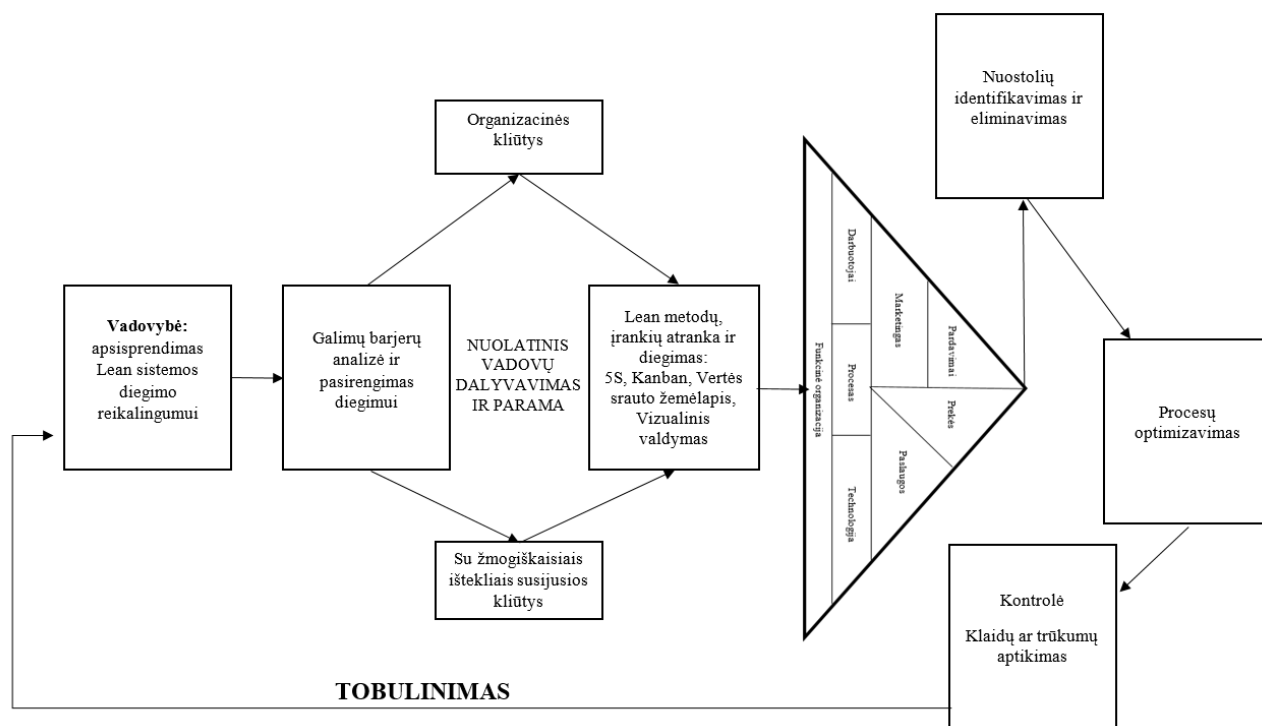 Vadovybė:
apsisprendimas
Lean sistemos
diegimo
reikalingumui
Galimų barjerų
analizė ir
pasirengimas
diegimui
Organizacinės
kliūtys
NUOLATINIS
VADOVŲ
DALYVAVIMAS
IR PARAMA
Su žmogiškaisiais
ištekliais susijusios
kliūtys
Lean metodų,
įrankių atranka ir
diegimas:
5S, Kanban, Vertės
srauto žemėlapis,
Vizualinis
valdymas
Funkcinė organizacija
Darbuotojai
Procesas
Technologija
Marketingas
Pardavimai
Prekės
Paslaugos
Nuostolių
identifikavimas ir
eliminavimas
Procesų
optimizavimas
Kontrolė
Klaidų ar trūkumų
aptikimas
TOBULINIMAS